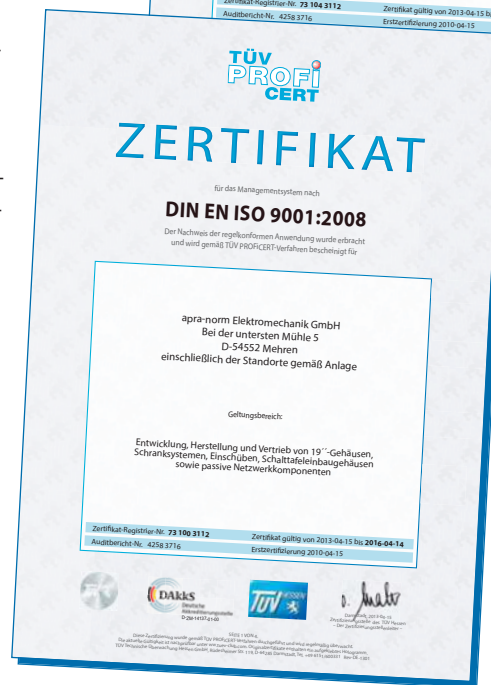 Zertifikat-Registrier-Nr. 73 104 3112 Zertifikat gültig von 2013-04-15
Auditbericht-Nr. 4258 3716 Erstzertifizierung 2010-04-15
TÜV
PROFI
CERT
ZERTIFIKAT
für das Managementsystem nach
DIN EN ISO 9001:2008
Der Nachweis der regelkonformen Anwendung wurde erbracht
und wird gemäß TÜV PROFiCERT-Verfahren bescheinigt für
apra-norm Elektromechanik GmbH
Bei der untersten Mühle 5
D-54552 Mehren
einschließlich der Standorte gemäß Anlage
Geltungsbereich:
Entwicklung, Herstellung und Vertrieb von 19´´-Gehäusen,
Schranksystemen, Einschüben, Schalttafeleinbaugehäusen
sowie passive Netzwerkkomponenten
Zertifikat-Registrier-Nr. 73 100 3112 Zertifikat gültig von 2013-04-15 bis 2016-04-14
Auditbericht-Nr. 4258 3716 Erstzertifizierung 2010-04-15
DAkkS
Deutsche
Akkreditierungsstelle
TÜV HESSEN